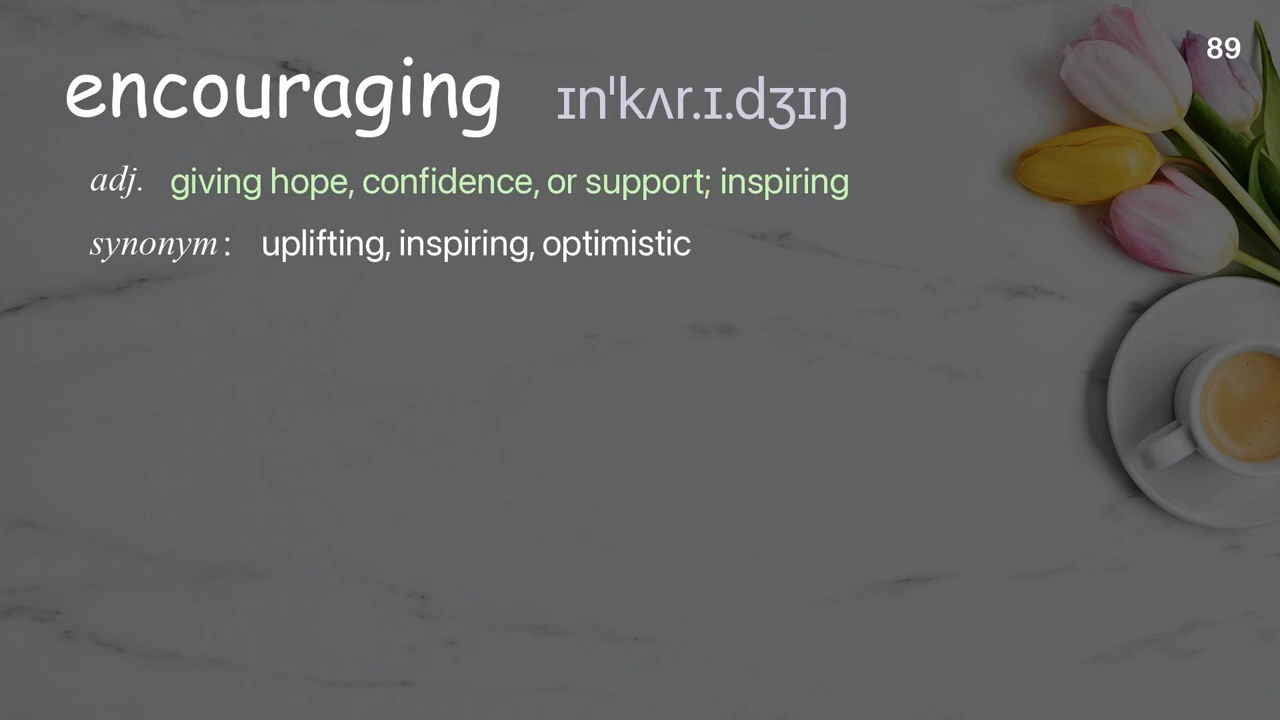 89
encouraging ɪnˈkʌr.ɪ.dʒɪŋ
adj. giving hope, confidence, or support; inspiring
synonym: uplifting, inspiring, optimistic